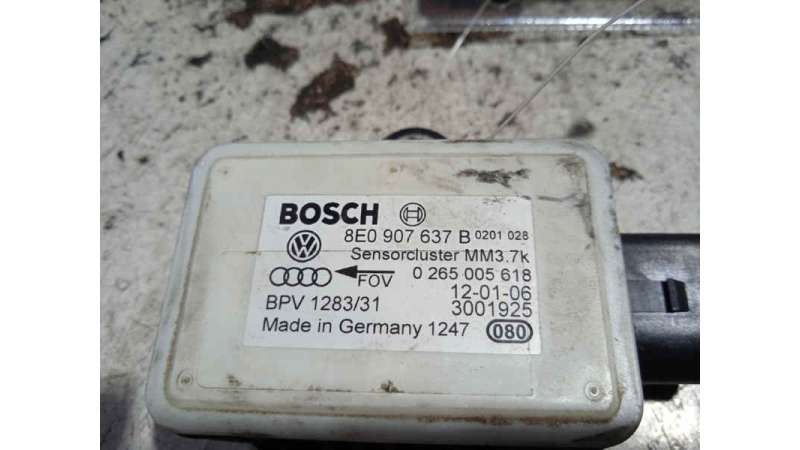 BOSCH
8E0 907 637 B 0201 028
Sensorcluster MM3.7k
FOV 0 265 005 618
12-01-06
BPV 1283/31 3001925
Made in Germany 1247 080